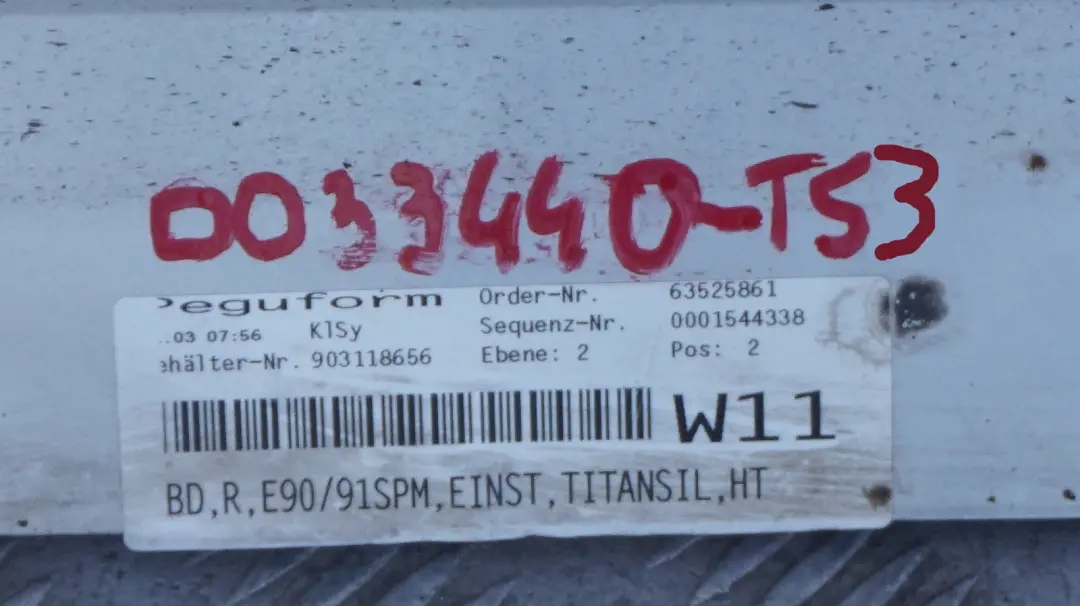 003440-TS3
Peguform Order-Nr. 63525861
.03 07:56 KlSy Sequenz-Nr. 0001544338
ehälter-Nr. 903118656 Ebene: 2 Pos: 2
W11
BD,R,E90/91SPM,EINST,TITANSIL,HT